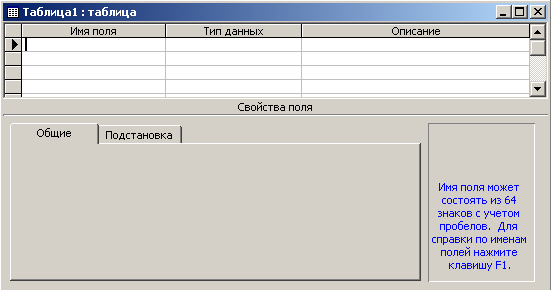 Таблица1 : таблица
Имя поля Тип данных Описание
Свойства поля
Общие Подстановка
Имя поля может
состоять из 64
знаков с учетом
пробелов. Для
справки по именам
полей нажмите
клавишу F1.